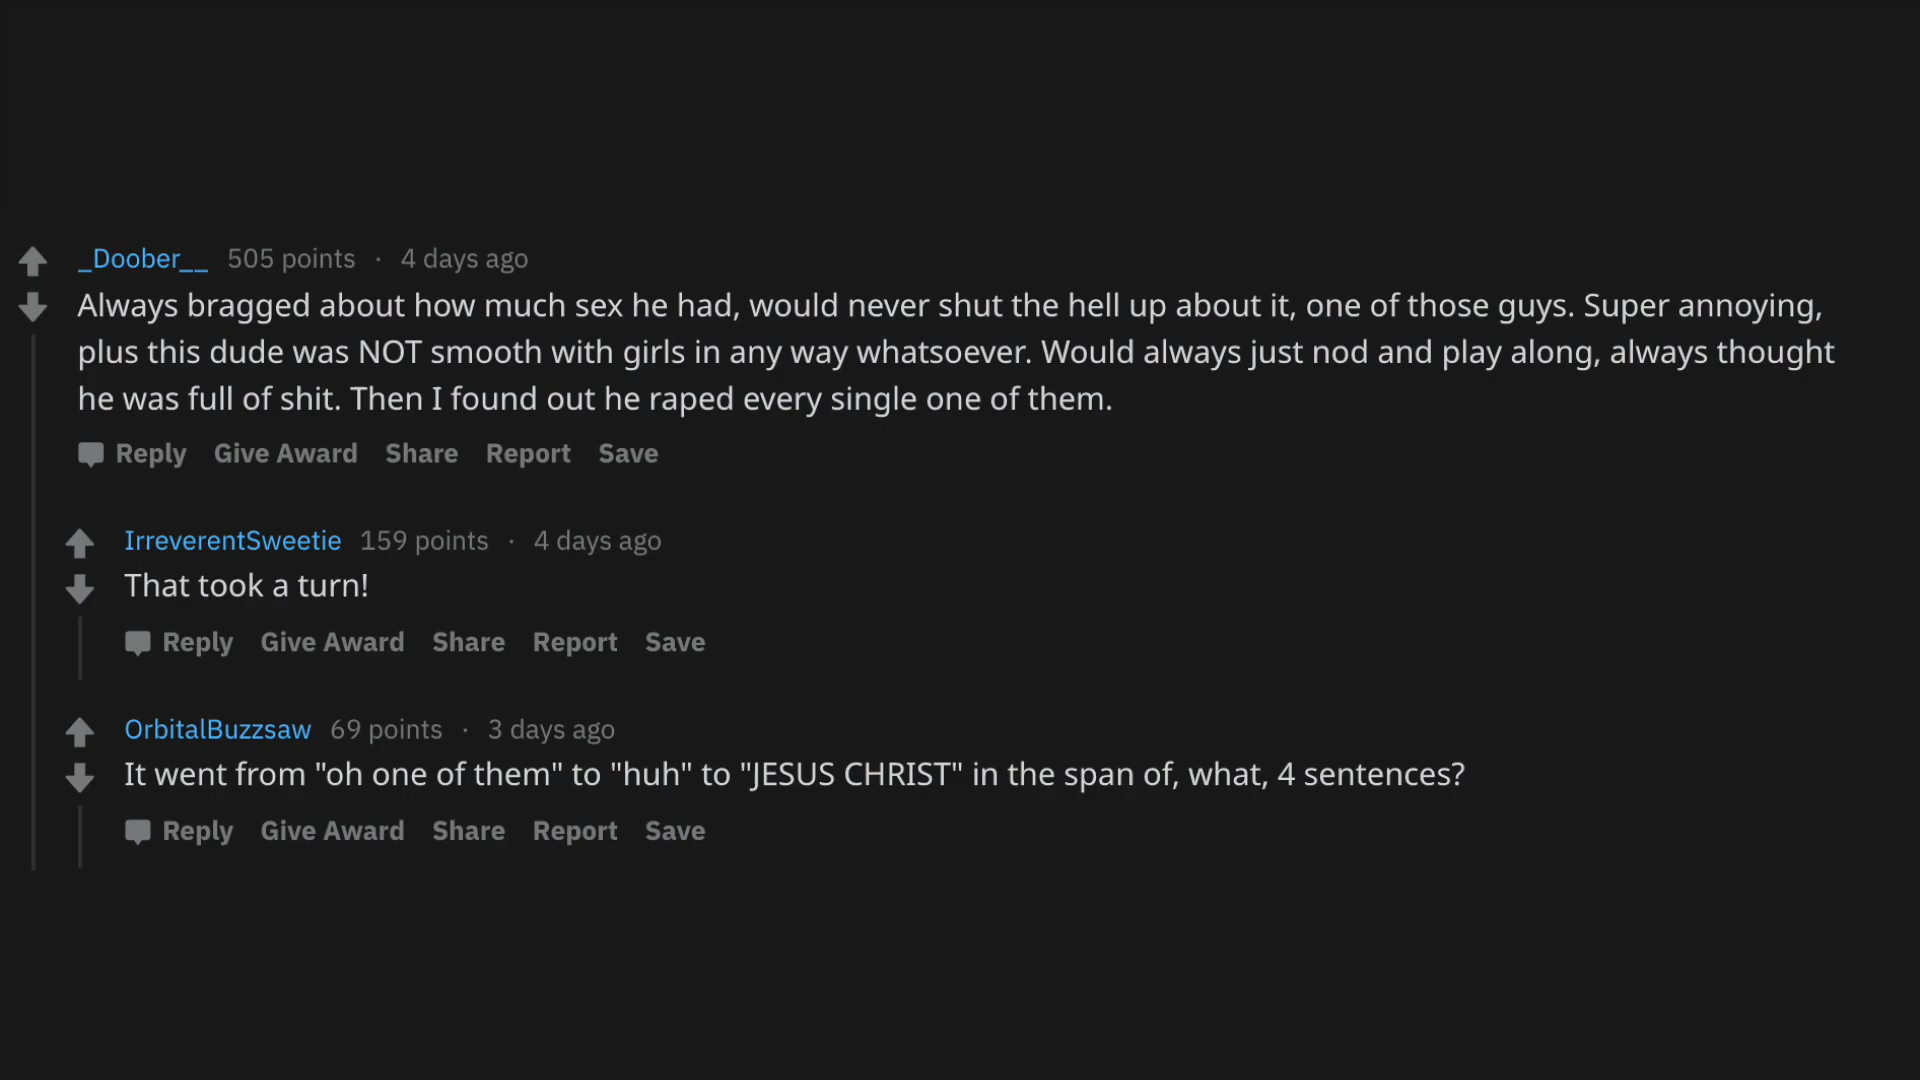 _Doober__ 505 points · 4 days ago
Always bragged about how much sex he had, would never shut the hell up about it, one of those guys. Super annoying,
plus this dude was NOT smooth with girls in any way whatsoever. Would always just nod and play along, always thought
he was full of shit. Then I found out he raped every single one of them.
Reply Give Award Share Report Save
IrreverentSweetie 159 points · 4 days ago
That took a turn!
Reply Give Award Share Report Save
OrbitalBuzzsaw 69 points · 3 days ago
It went from "oh one of them" to "huh" to "JESUS CHRIST" in the span of, what, 4 sentences?
Reply Give Award Share Report Save